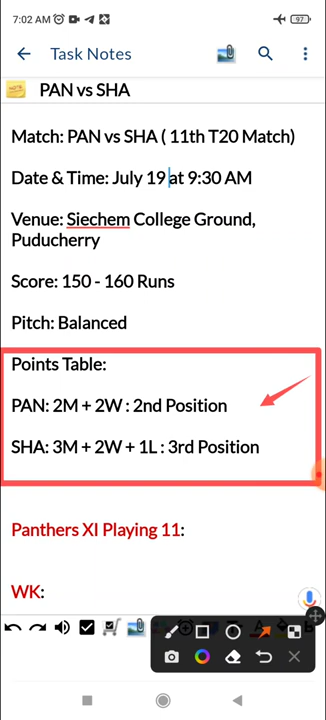 7:02 AM
97
Task Notes
PAN vs SHA
Match: PAN vs SHA ( 11th T20 Match)
Date & Time: July 19 at 9:30 AM
Venue: Siechem College Ground,
Puducherry
Score: 150 - 160 Runs
Pitch: Balanced
Points Table:
PAN: 2M + 2W : 2nd Position
SHA: 3M + 2W + 1L : 3rd Position
Panthers XI Playing 11:
WK: